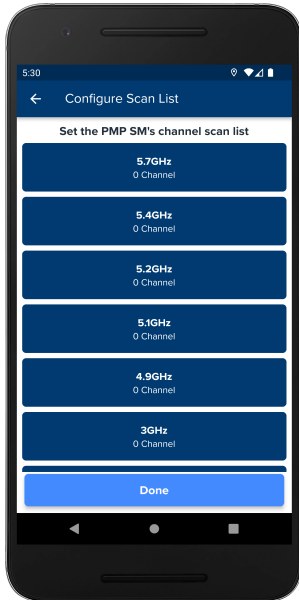 5:30
Configure Scan List
Set the PMP SM's channel scan list
5.7GHz
0 Channel
5.4GHz
0 Channel
5.2GHz
0 Channel
5.1GHz
0 Channel
4.9GHz
0 Channel
3GHz
0 Channel
Done